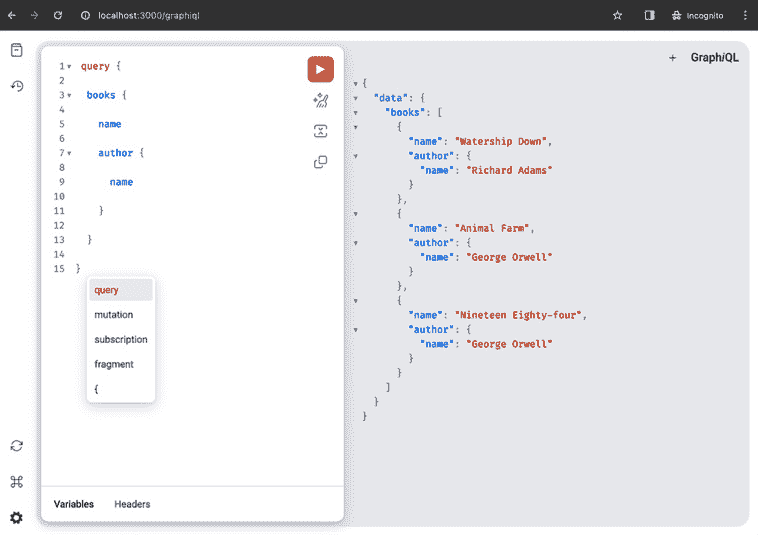 localhost:3000/graphiql
Incognito
1 query {
2
3 books {
4
5 name
6
7 author {
8
9 name
10
11 }
12
13 }
14
15 }
query
mutation
subscription
fragment
{
Variables Headers
+ GraphiQL
{
"data": {
"books": [
{
"name": "Watership Down",
"author": {
"name": "Richard Adams"
}
},
{
"name": "Animal Farm",
"author": {
"name": "George Orwell"
}
},
{
"name": "Nineteen Eighty-four",
"author": {
"name": "George Orwell"
}
}
]
}
}